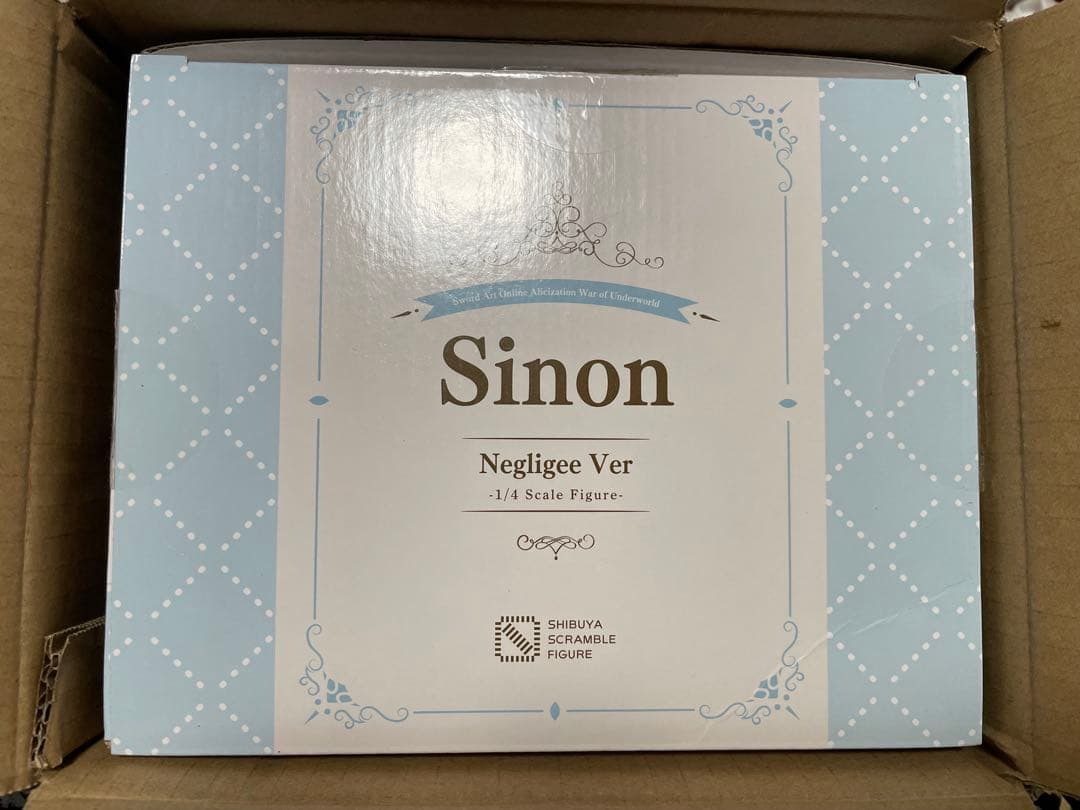 Sword Art Online Alicization War of Underworld
Sinon
Negligee Ver
-1/4 Scale Figure-
SHIBUYA
SCRAMBLE
FIGURE